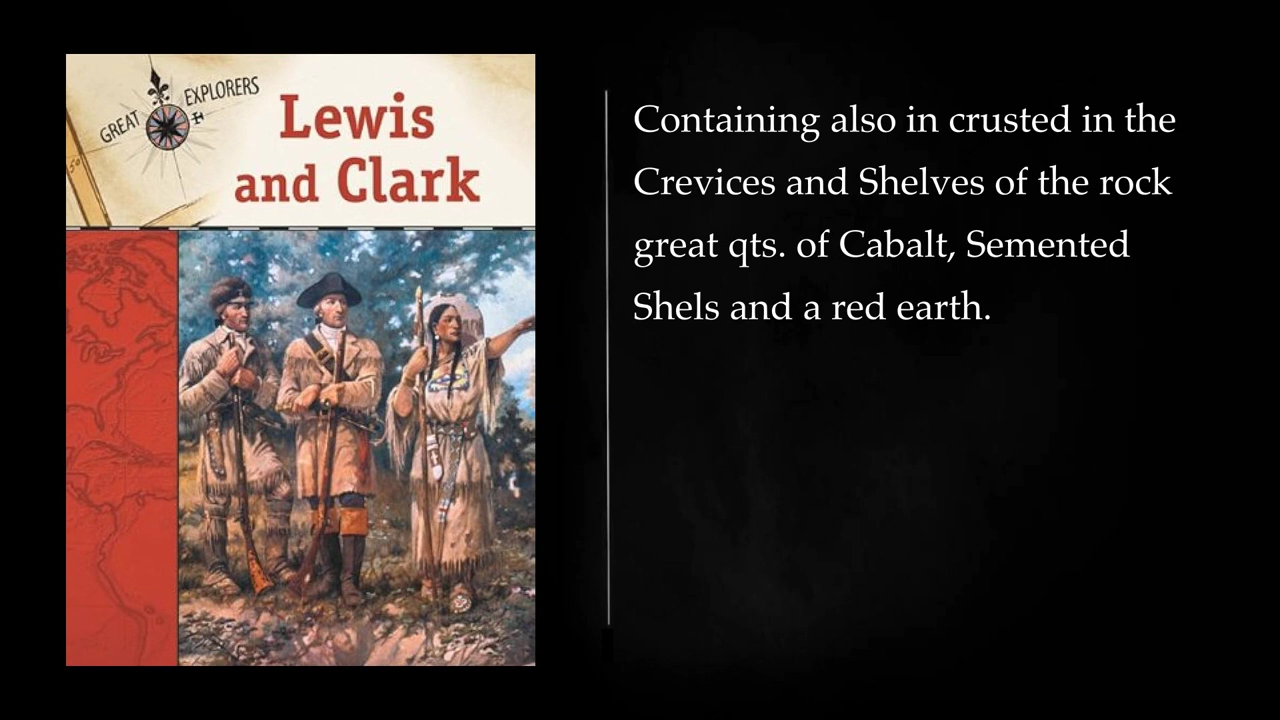 GREAT EXPLORERS
Lewis
and Clark
Containing also in crusted in the
Crevices and Shelves of the rock
great qts. of Cabalt, Semented
Shels and a red earth.